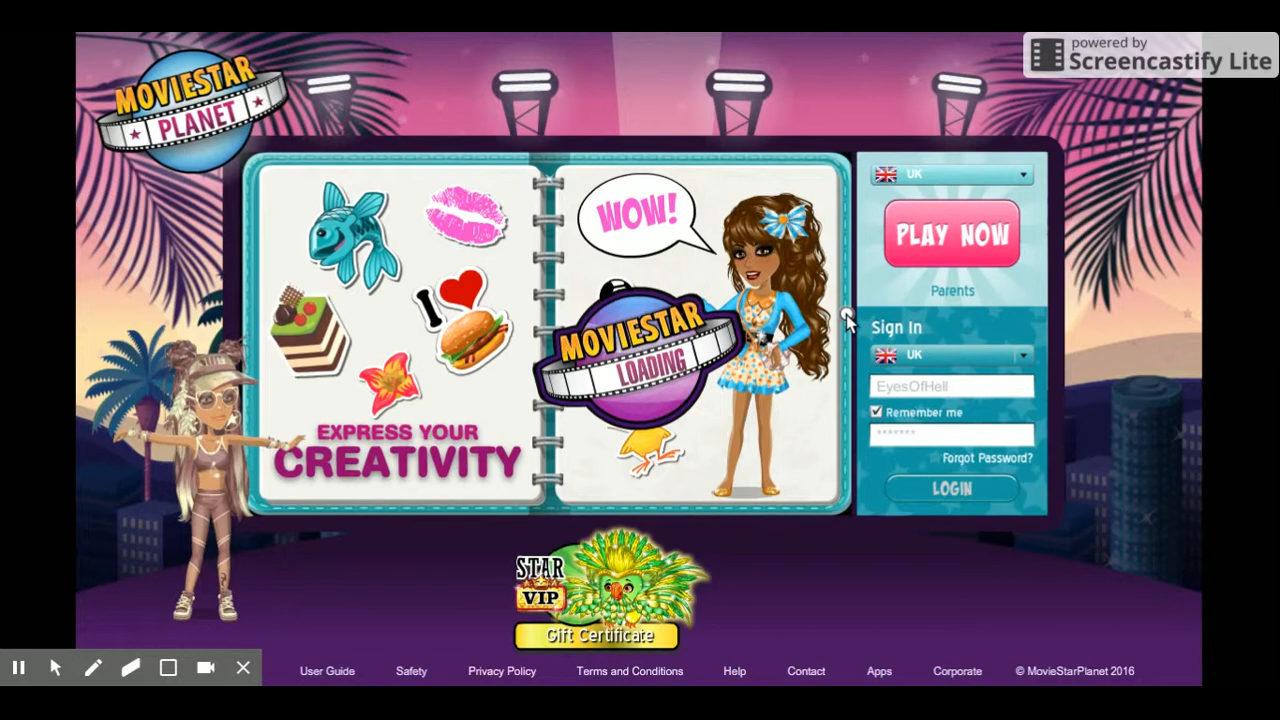 powered by
Screencastify Lite
MOVIESTAR
PLANET
UK
WOW!
PLAY NOW
Parents
I
Sign In
MOVIESTAR
LOADING
UK
EyesOfHell
Remember me
*******
EXPRESS YOUR
CREATIVITY
Forgot Password?
LOGIN
STAR
VIP
Gift Certificate
User Guide Safety Privacy Policy Terms and Conditions Help Contact Apps Corporate © MovieStarPlanet 2016